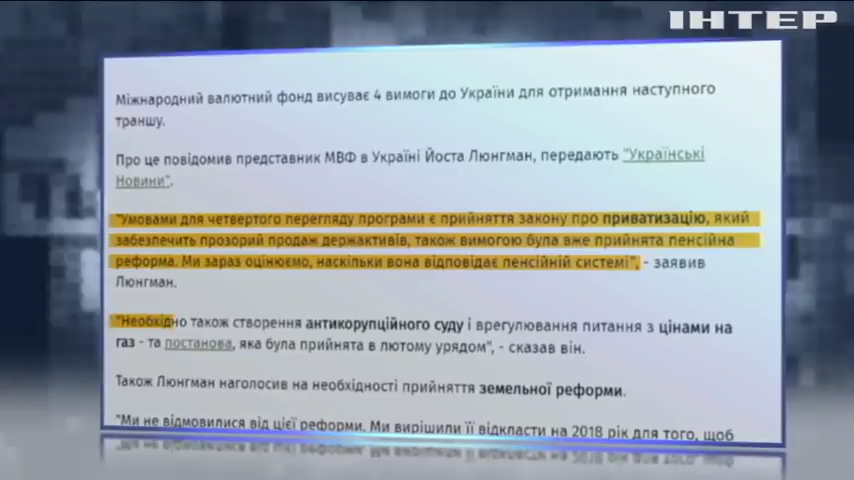 ІНТЕР
Міжнародний валютний фонд висуває 4 вимоги до України для отримання наступного
траншу.
Про це повідомив представник МВФ в Україні Йоста Люнгман, передають "Українські
Новини".
"Умовами для четвертого перегляду програми є прийняття закону про приватизацію, який
забезпечить прозорий продаж держактивів, також вимогою була вже прийнята пенсійна
реформа. Ми зараз оцінюємо, наскільки вона відповідає пенсійній системі", - заявив
Люнгман.
"Необхідно також створення антикорупційного суду і врегулювання питання з цінами на
газ - та постанова, яка була прийнята в лютому урядом", - сказав він.
Також Люнгман наголосив на необхідності прийняття земельної реформи.
"Ми не відмовилися від цієї реформи. Ми вирішили її відкласти на 2018 рік для того, щоб